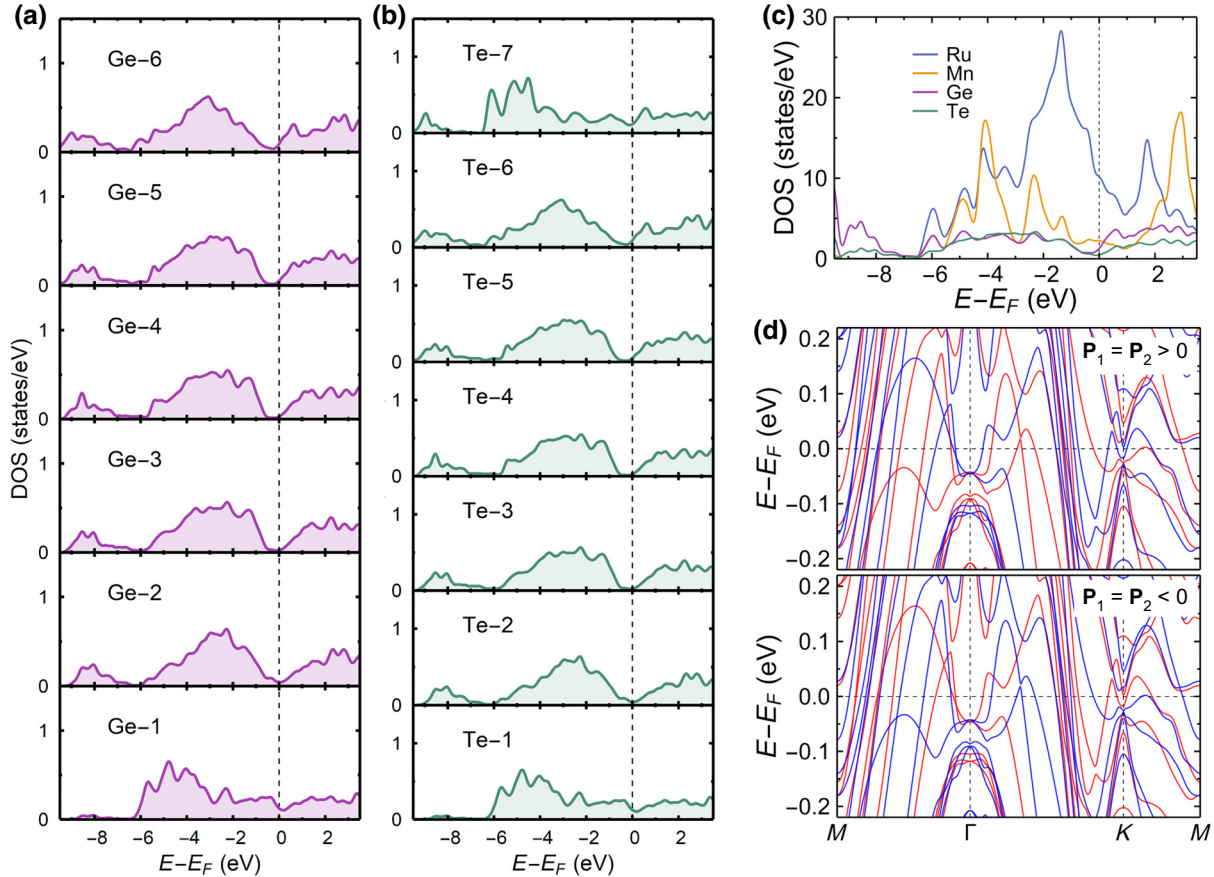 (a)
DOS (states/eV)
Ge−6
1
0
Ge−5
1
0
Ge−4
1
0
Ge−3
1
0
Ge−2
1
0
Ge−1
1
0
−8 −6 −4 −2 0 2
E−E_F (eV)
(b)
Te−7
1
0
Te−6
1
0
Te−5
1
0
Te−4
1
0
Te−3
1
0
Te−2
1
0
Te−1
1
0
−8 −6 −4 −2 0 2
E−E_F (eV)
(c)
DOS (states/eV)
30
20
10
0
Ru
Mn
Ge
Te
−8 −6 −4 −2 0 2
E−E_F (eV)
(d)
P₁ = P₂ > 0
E−E_F (eV)
0.2
0.1
0.0
−0.1
−0.2
P₁ = P₂ < 0
E−E_F (eV)
0.2
0.1
0.0
−0.1
−0.2
M Γ K M